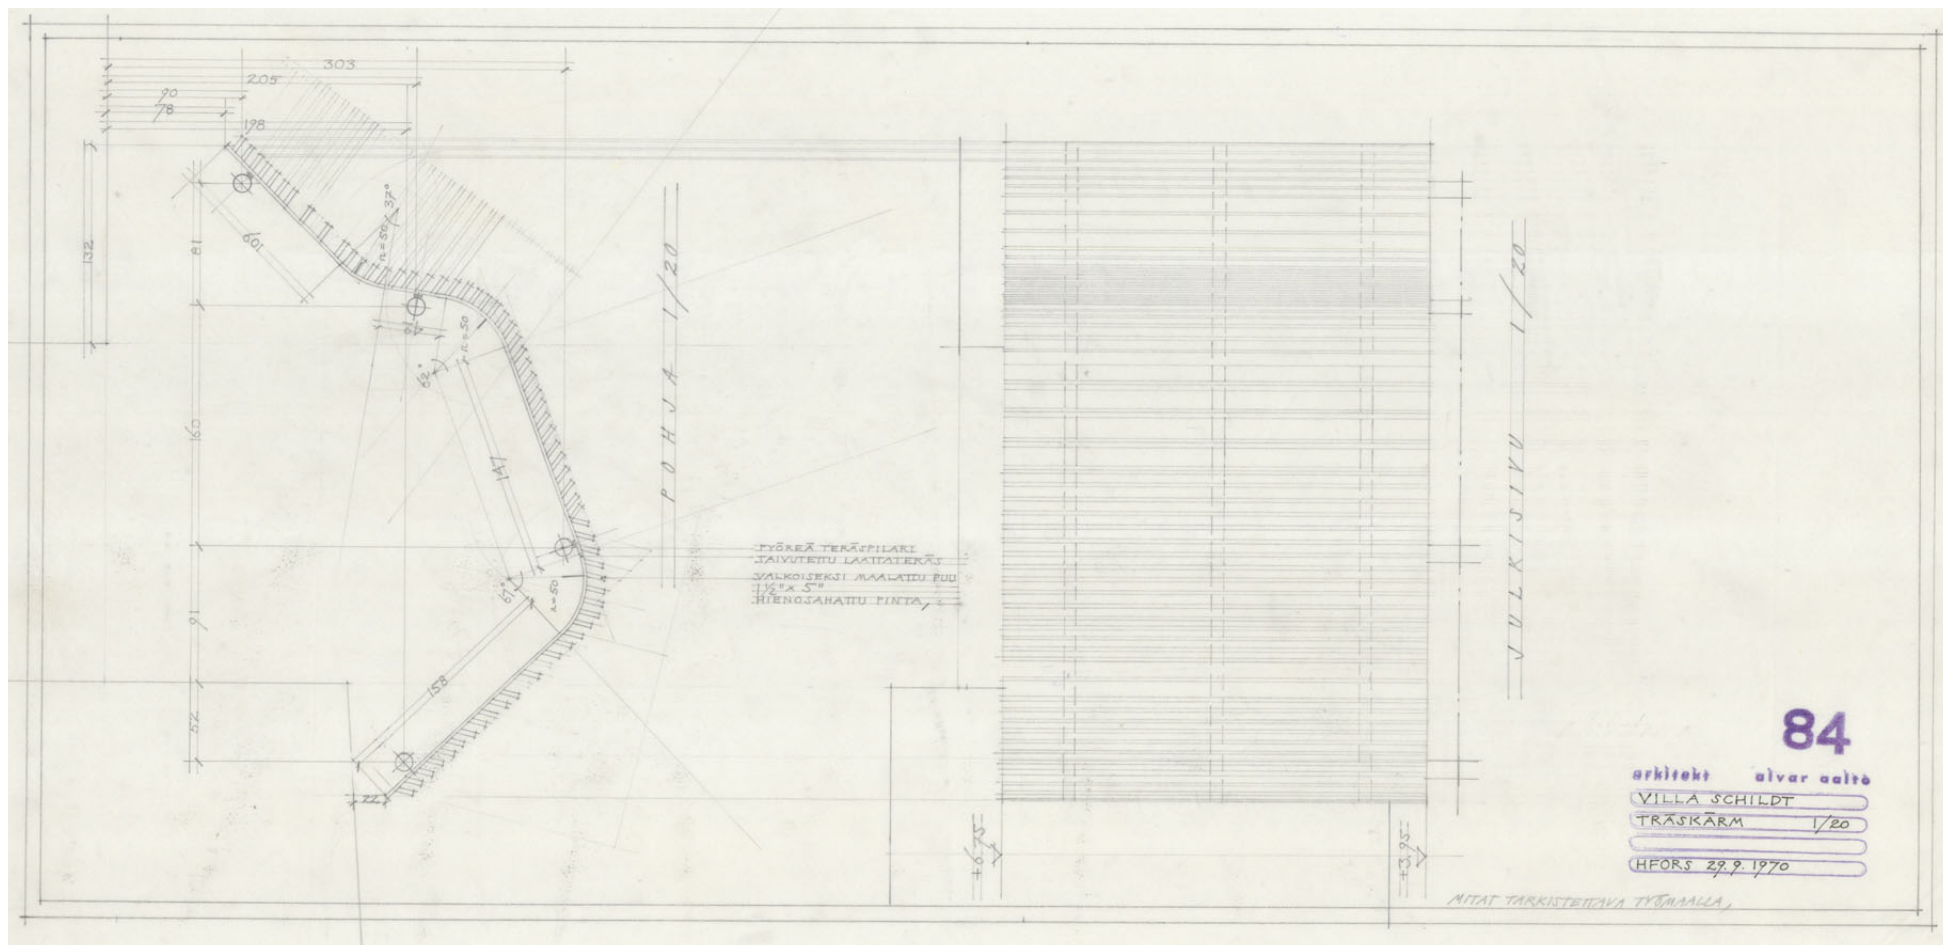 303
205
90
78
198
132
81
109
n=50
37°
91
n=50
62°
160
147
67°
n=50
91
158
52
22
POHJA 1/20
PYÖREÄ TERÄSPILARI
TAIVUTETTU LAATTATERÄS
VALKOISEKSI MAALATTU PUU
1½" x 5"
HIENOSAHATTU PINTA,
JULKISIVU 1/20
+6.75
+3.95
84
arkitekt alvar aalto
VILLA SCHILDT
TRÄSKÄRM 1/20
HFORS 29.9.1970
MITAT TARKISTETTAVA TYÖMAALLA,